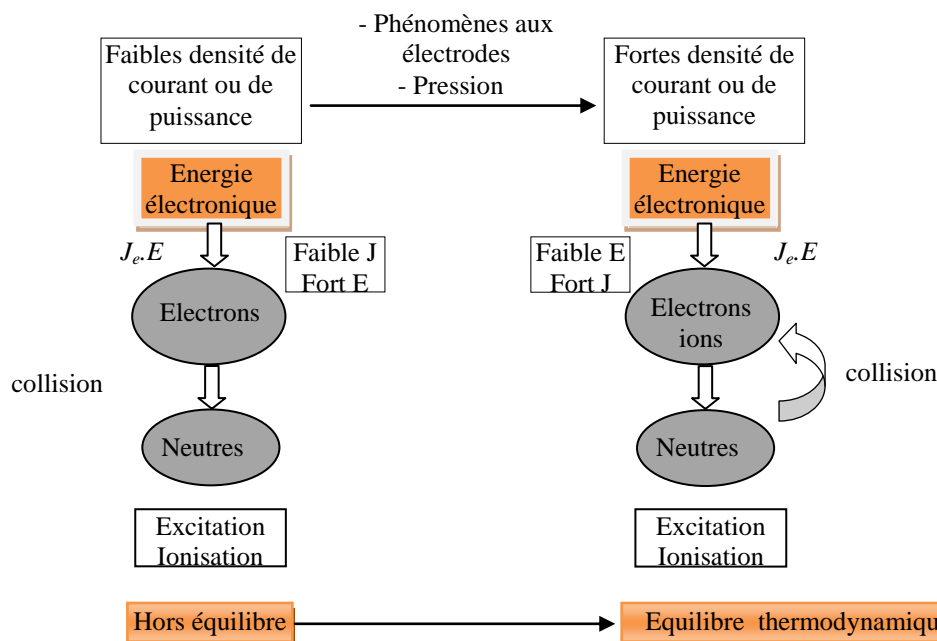 - Phénomènes aux
électrodes
- Pression
Faibles densité de
courant ou de
puissance
Fortes densité de
courant ou de
puissance
Energie
électronique
Energie
électronique
Je.E
Faible J
Fort E
Faible E
Fort J
Je.E
Electrons
Electrons
ions
collision
collision
Neutres
Neutres
Excitation
Ionisation
Excitation
Ionisation
Hors équilibre
Equilibre thermodynamiqu